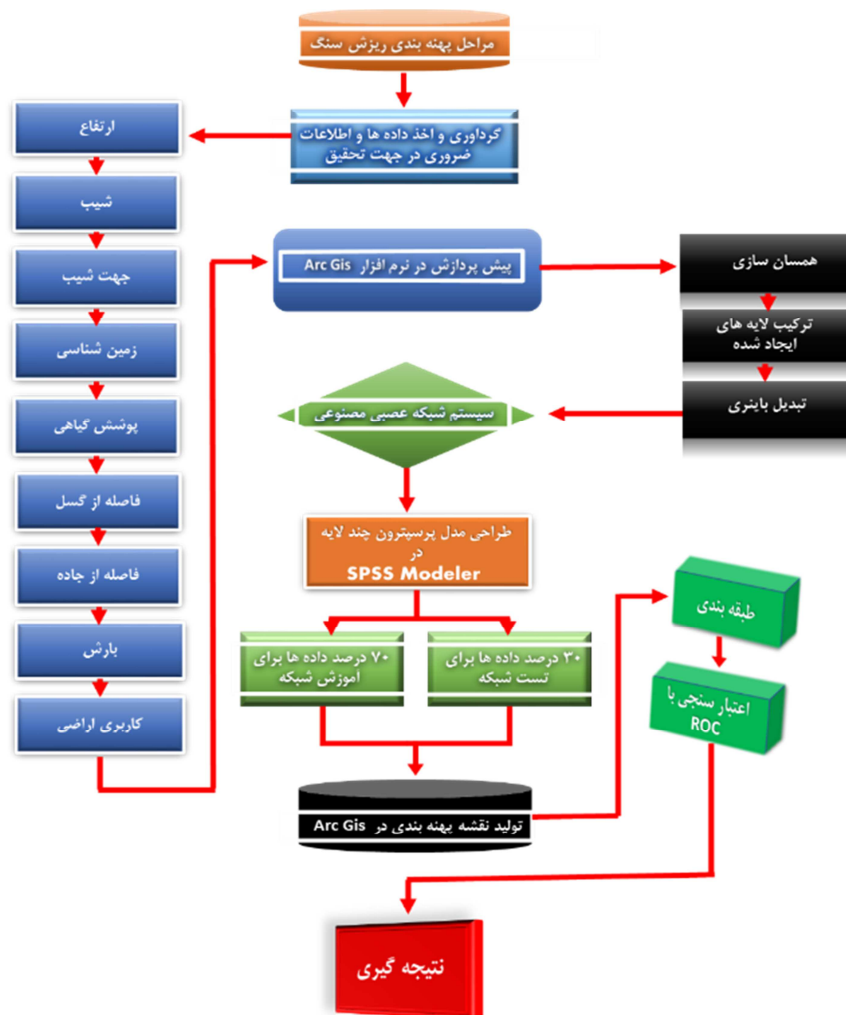 مراحل پهنه بندی ریزش سنگ
گرداوری و اخذ داده ها و اطلاعات
ضروری در جهت تحقیق
ارتفاع
شیب
جهت شیب
زمین شناسی
پوشش گیاهی
فاصله از گسل
فاصله از جاده
بارش
کاربری اراضی
پیش پردازش در نرم افزار Arc Gis
همسان سازی
ترکیب لایه های
ایجاد شده
تبدیل باینری
سیستم شبکه عصبی مصنوعی
طراحی مدل پرسپترون چند لایه
در
SPSS Modeler
۷۰ درصد داده ها برای
آموزش شبکه
۳۰ درصد داده ها برای
تست شبکه
تولید نقشه پهنه بندی در Arc Gis
طبقه بندی
اعتبار سنجی با
ROC
نتیجه گیری